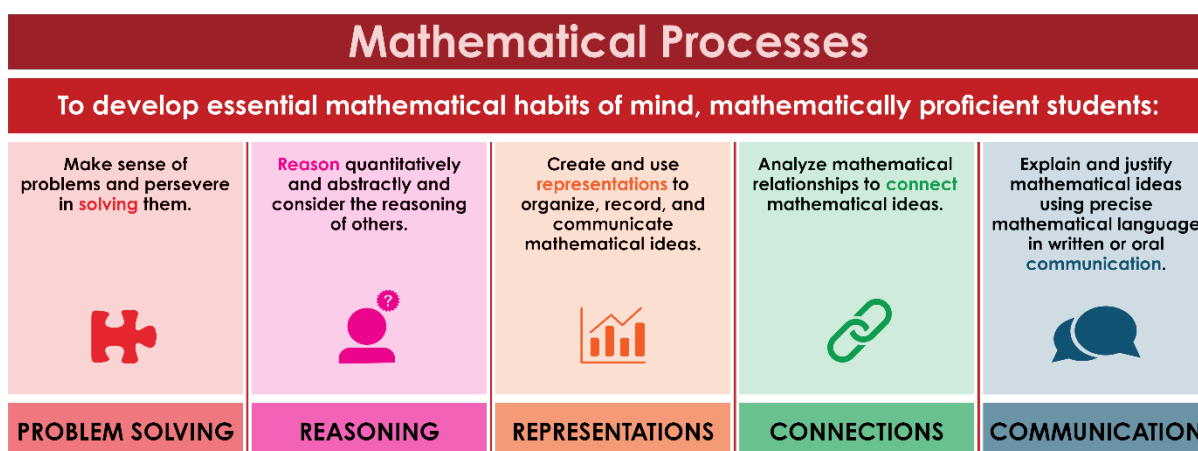 Mathematical Processes
To develop essential mathematical habits of mind, mathematically proficient students:
Make sense of
problems and persevere
in solving them.
PROBLEM SOLVING
Reason quantitatively
and abstractly and
consider the reasoning
of others.
?
REASONING
Create and use
representations to
organize, record, and
communicate
mathematical ideas.
REPRESENTATIONS
Analyze mathematical
relationships to connect
mathematical ideas.
CONNECTIONS
Explain and justify
mathematical ideas
using precise
mathematical language
in written or oral
communication.
COMMUNICATION